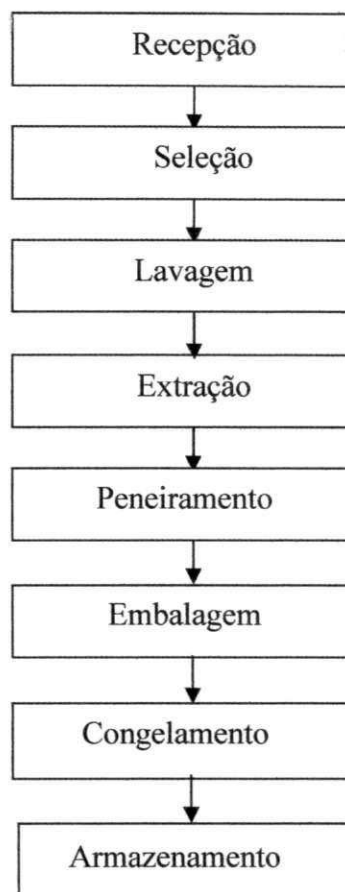 Recepção
Seleção
Lavagem
Extração
Peneiramento
Embalagem
Congelamento
Armazenamento